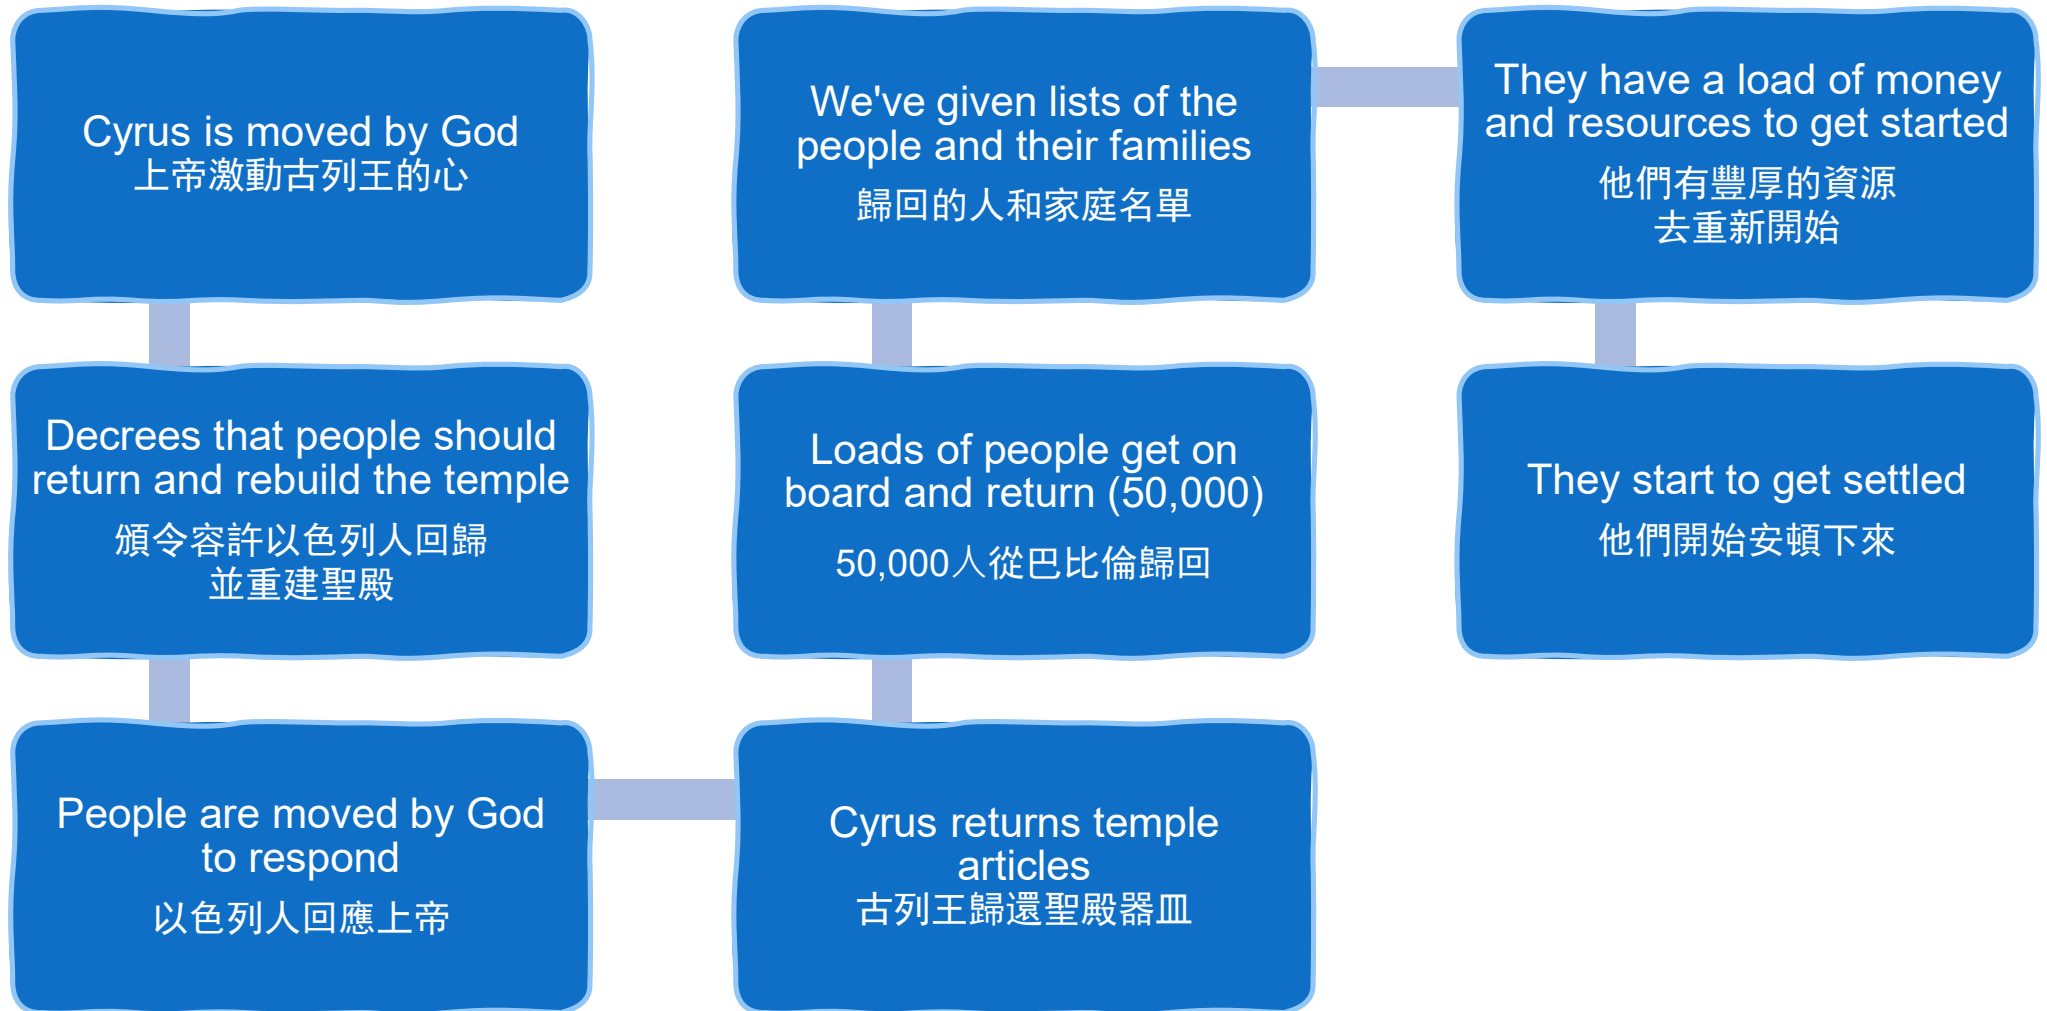 Cyrus is moved by God
上帝激動古列王的心
Decrees that people should
return and rebuild the temple
頒令容許以色列人回歸
並重建聖殿
People are moved by God
to respond
以色列人回應上帝
Cyrus returns temple
articles
古列王歸還聖殿器皿
Loads of people get on
board and return (50,000)
50,000人從巴比倫歸回
We've given lists of the
people and their families
歸回的人和家庭名單
They have a load of money
and resources to get started
他們有豐厚的資源
去重新開始
They start to get settled
他們開始安頓下來